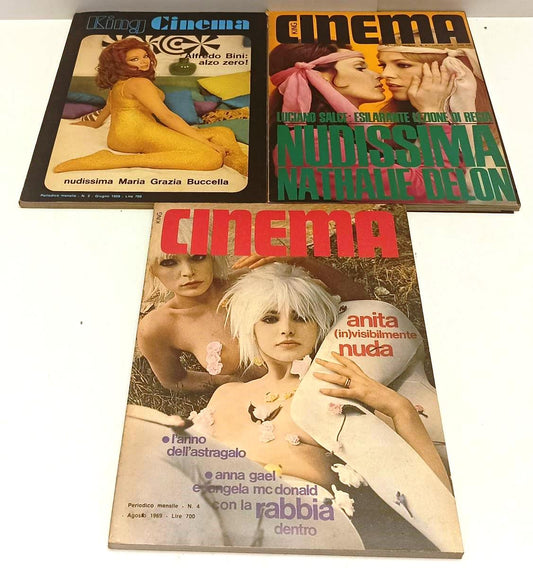 King Cinema
Alfredo Bini:
alzo zero!
nudissima Maria Grazia Buccella
Periodico mensile - N. 2 - Giugno 1969 - Lire 700
KING
CINEMA
LUCIANO SALCE: ESILARANTE LEZIONE DI REGIA
NUDISSIMA
NATHALIE DELON
KING
CINEMA
anita
(in)visibilmente
nuda
l'anno
dell'astragalo
anna gael
e angela mc donald
con la rabbia
dentro
Periodico mensile - N. 4
Agosto 1969 - Lire 700